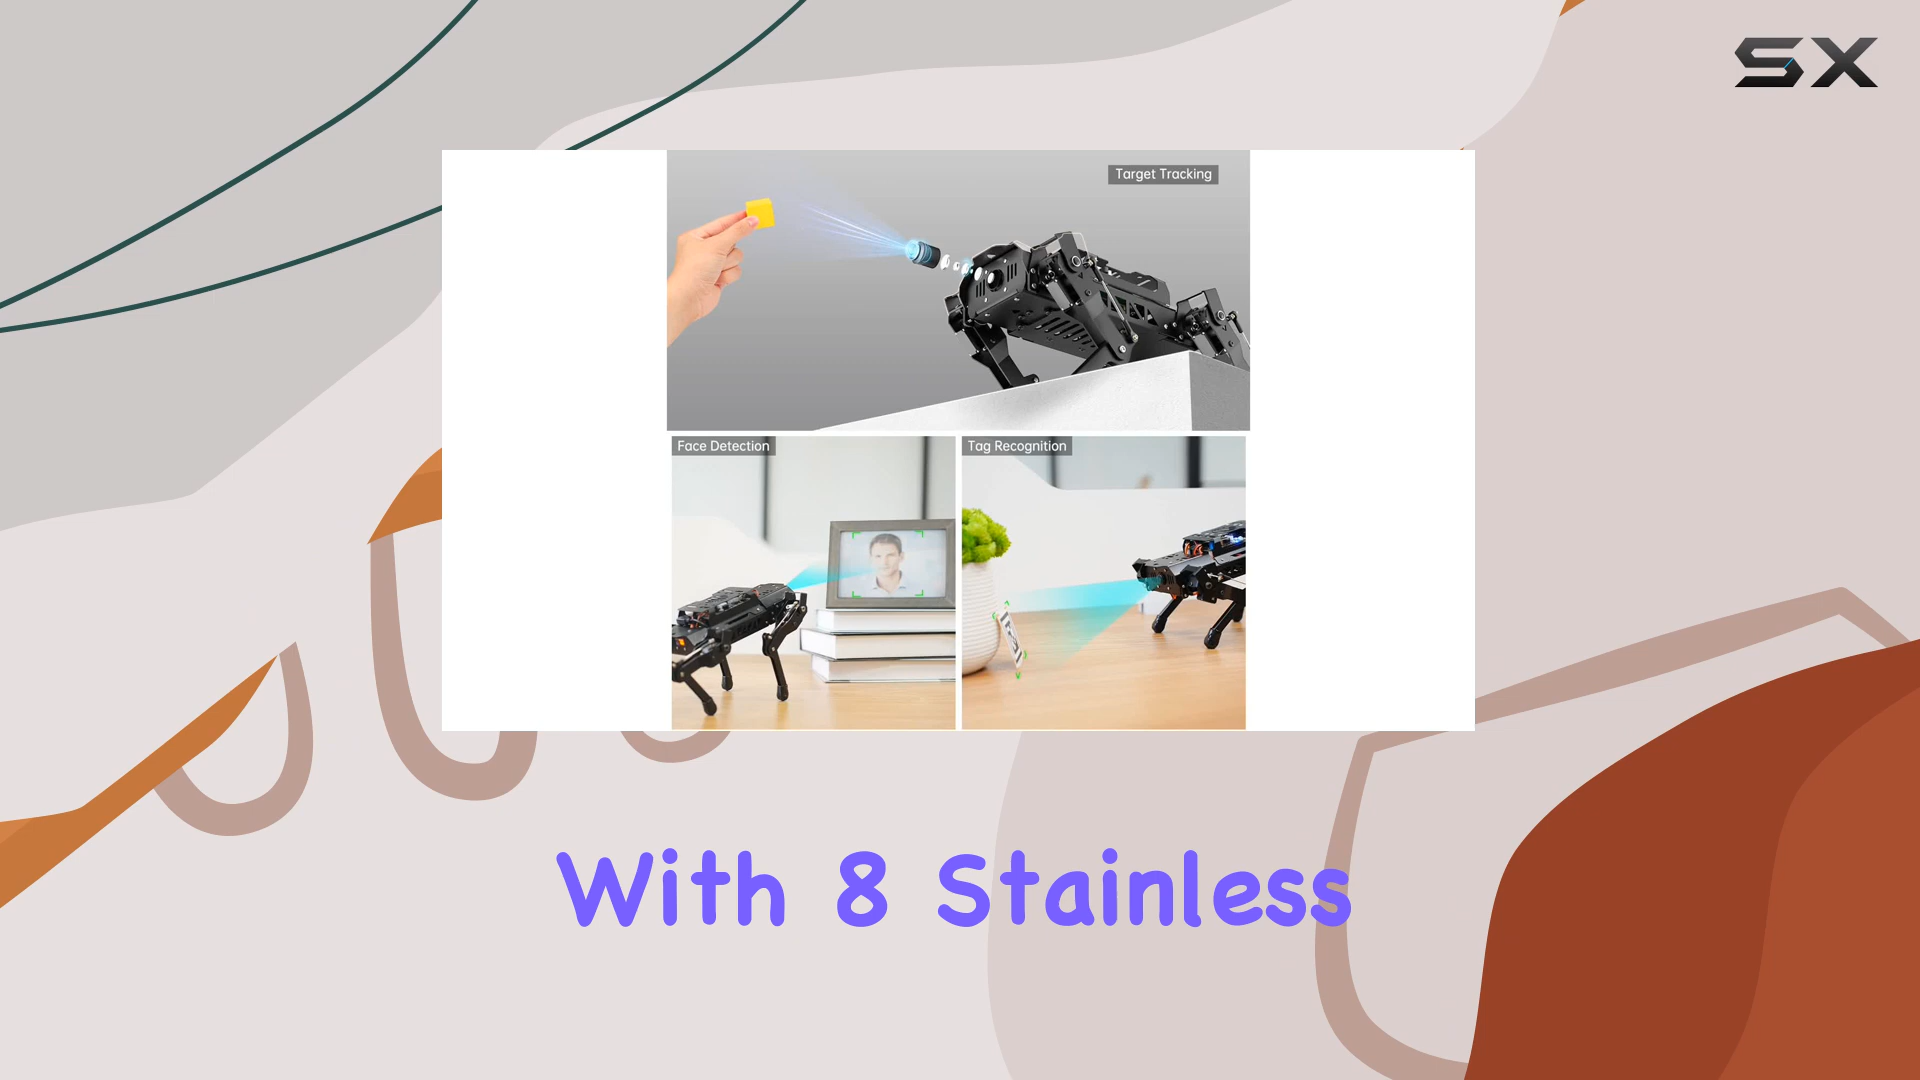 SX
Target Tracking
Face Detection
Tag Recognition
With 8 Stainless